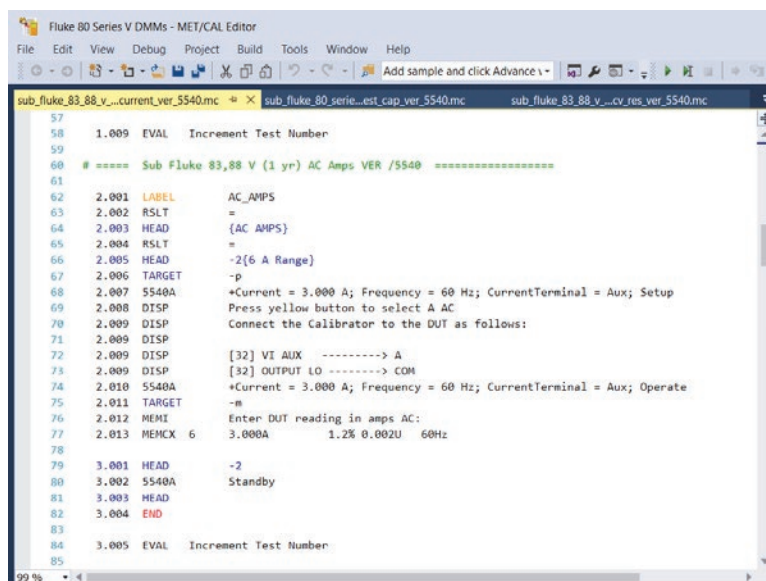 Fluke 80 Series V DMMs - MET/CAL Editor
File Edit View Debug Project Build Tools Window Help
Add sample and click Advance
sub_fluke_83_88_v_...current_ver_5540.mc sub_fluke_80_serie...est_cap_ver_5540.mc sub_fluke_83_88_v_...cv_res_ver_5540.mc
57
58 1.009 EVAL Increment Test Number
59
60 # ===== Sub Fluke 83,88 V (1 yr) AC Amps VER /5540 ==================
61
62 2.001 LABEL AC_AMPS
63 2.002 RSLT =
64 2.003 HEAD {AC AMPS}
65 2.004 RSLT =
66 2.005 HEAD -2{6 A Range}
67 2.006 TARGET -p
68 2.007 5540A +Current = 3.000 A; Frequency = 60 Hz; CurrentTerminal = Aux; Setup
69 2.008 DISP Press yellow button to select A AC
70 2.009 DISP Connect the Calibrator to the DUT as follows:
71 2.009 DISP
72 2.009 DISP [32] VI AUX ---------> A
73 2.009 DISP [32] OUTPUT LO --------> COM
74 2.010 5540A +Current = 3.000 A; Frequency = 60 Hz; CurrentTerminal = Aux; Operate
75 2.011 TARGET -m
76 2.012 MEMI Enter DUT reading in amps AC:
77 2.013 MEMCX 6 3.000A 1.2% 0.002U 60Hz
78
79 3.001 HEAD -2
80 3.002 5540A Standby
81 3.003 HEAD
82 3.004 END
83
84 3.005 EVAL Increment Test Number
85
99 %